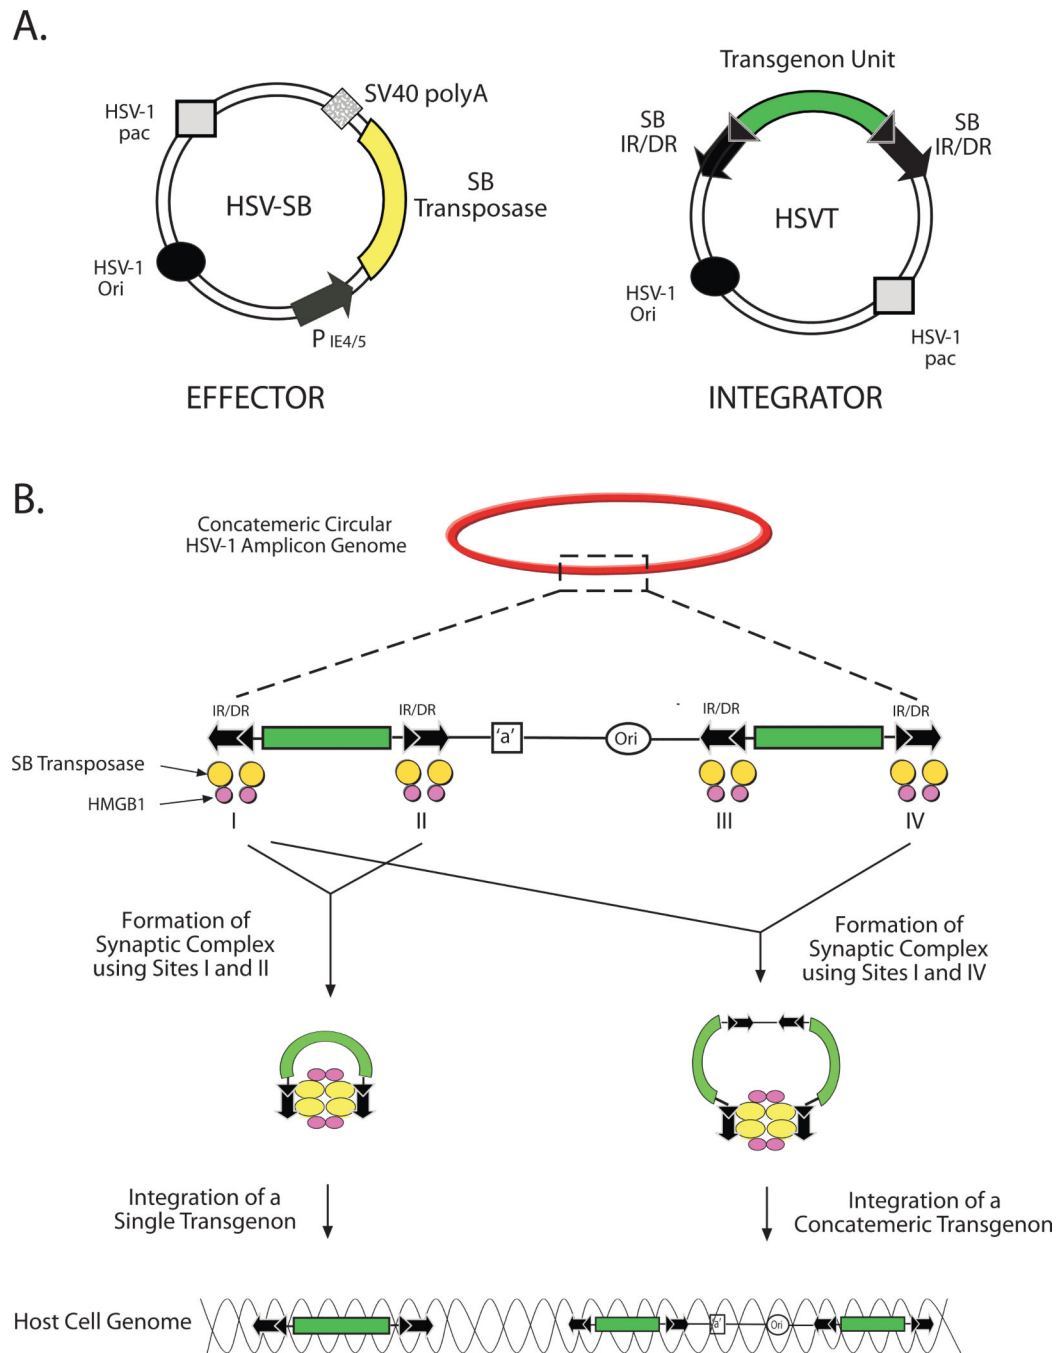 A.
HSV-1
pac
SV40 polyA
HSV-SB
SB
Transposase
HSV-1
Ori
P IE4/5
EFFECTOR
Transgenon Unit
SB
IR/DR
SB
IR/DR
HSVT
HSV-1
Ori
HSV-1
pac
INTEGRATOR
B.
Concatemeric Circular
HSV-1 Amplicon Genome
IR/DR
IR/DR
IR/DR
IR/DR
'a'
Ori
SB Transposase
HMGB1
I
II
III
IV
Formation of
Synaptic Complex
using Sites I and II
Formation of
Synaptic Complex
using Sites I and IV
Integration of a
Single Transgenon
Integration of a
Concatemeric Transgenon
Host Cell Genome
'a'
Ori